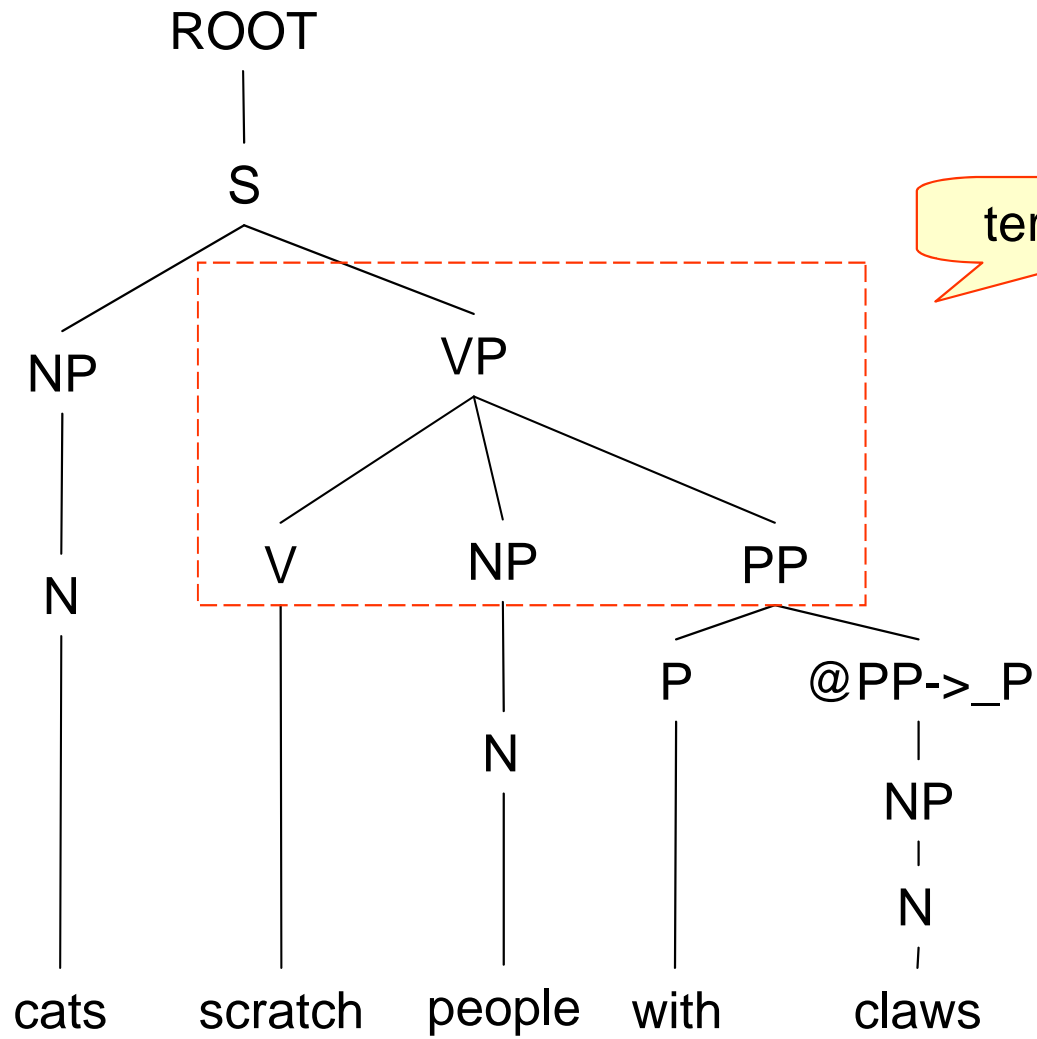 ROOT
S
NP VP
V NP PP
N
P @PP->_P
N
NP
N
cats scratch people with claws